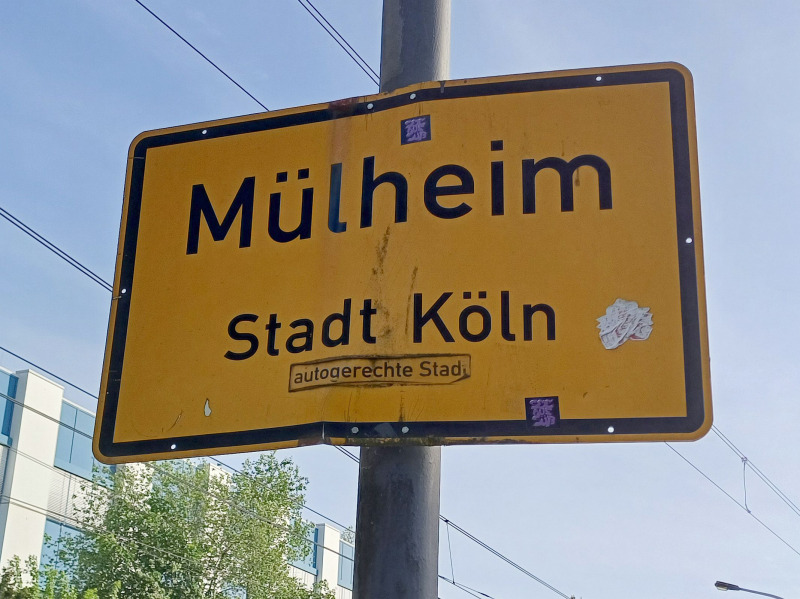 Mülheim
Stadt Köln
autogerechte Stadt